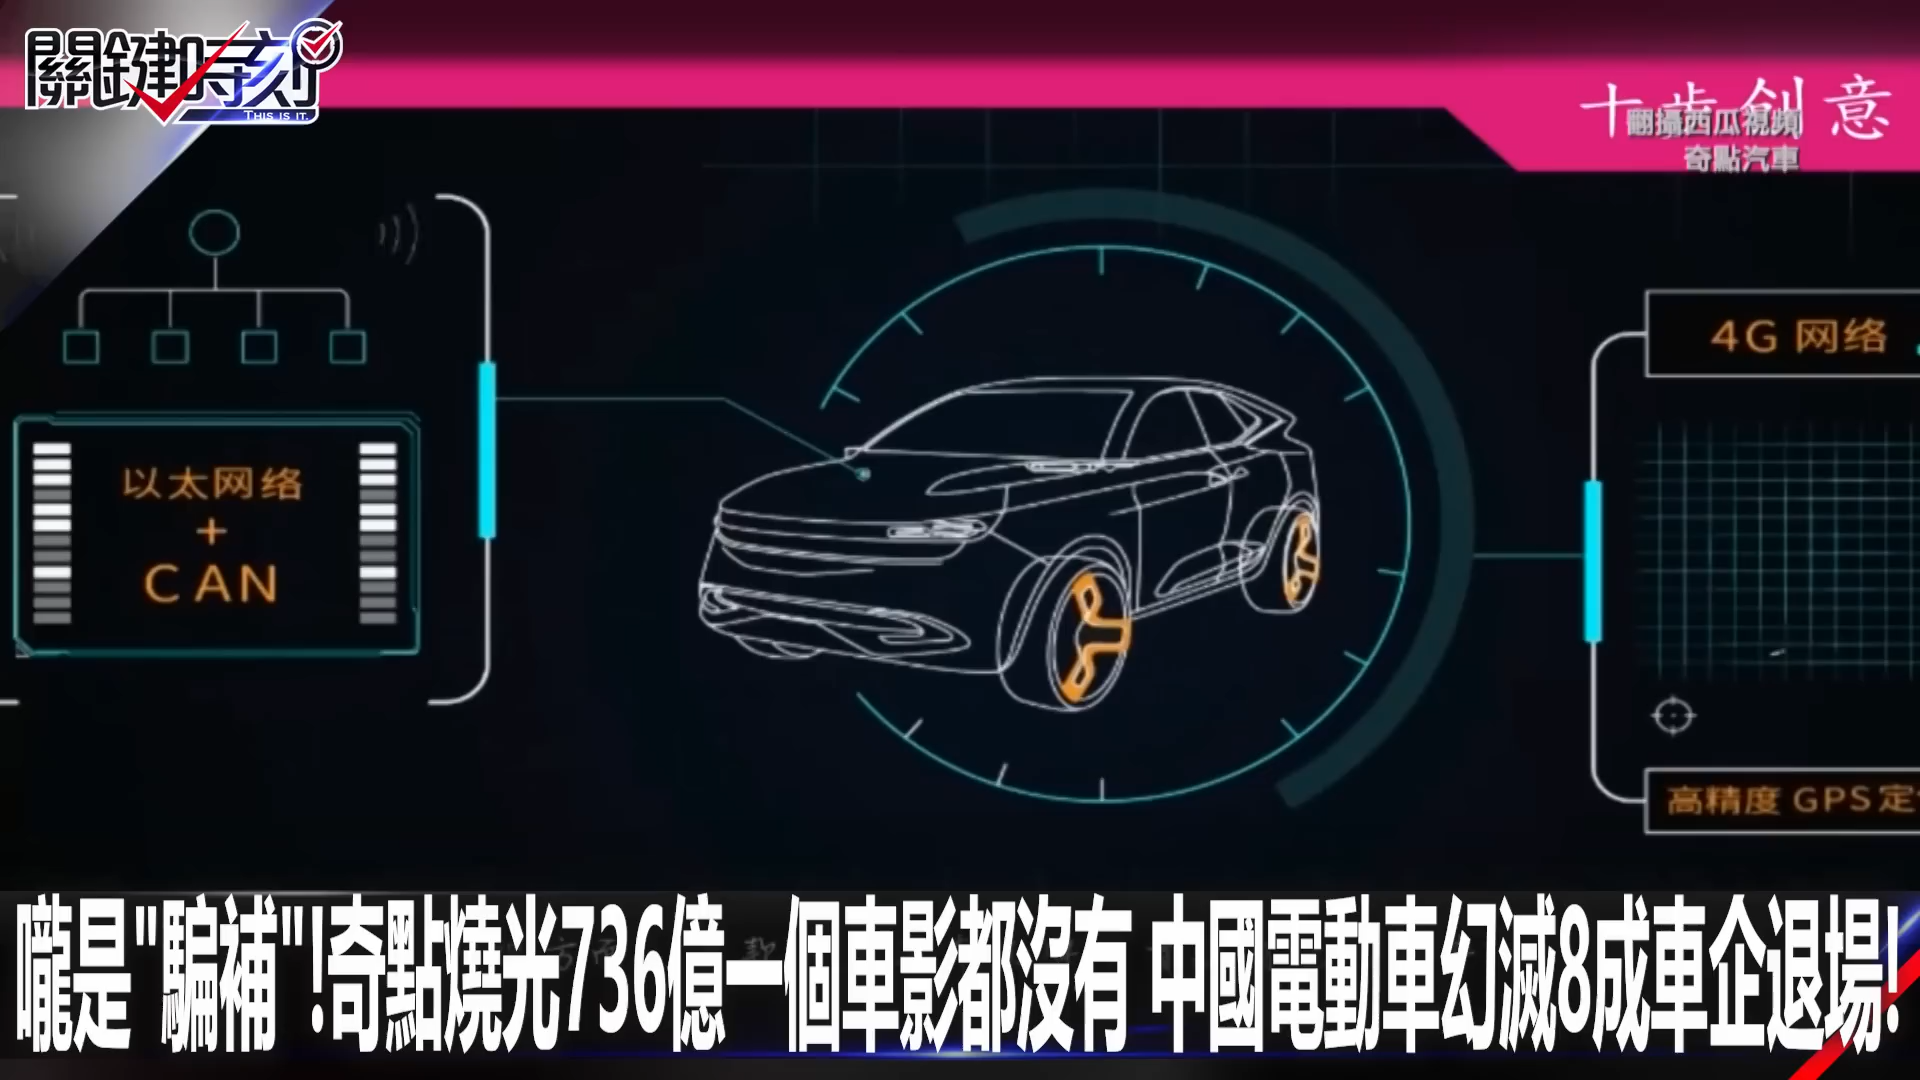 關鍵時刻
THIS IS IT.
十步创意
翻攝西瓜視頻
奇點汽車
4G 网络
以太网络
+
CAN
高精度 GPS 定
嚨是"騙補"!奇點燒光736億一個車影都沒有 中國電動車幻滅8成車企退場!